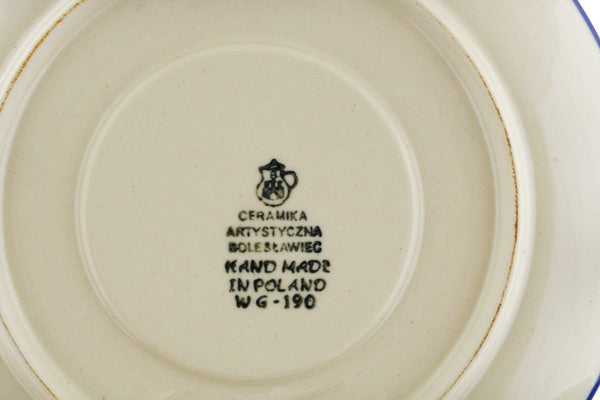 CERAMIKA
ARTYSTYCZNA
BOLESŁAWIEC
HAND MADE
IN POLAND
WG-190